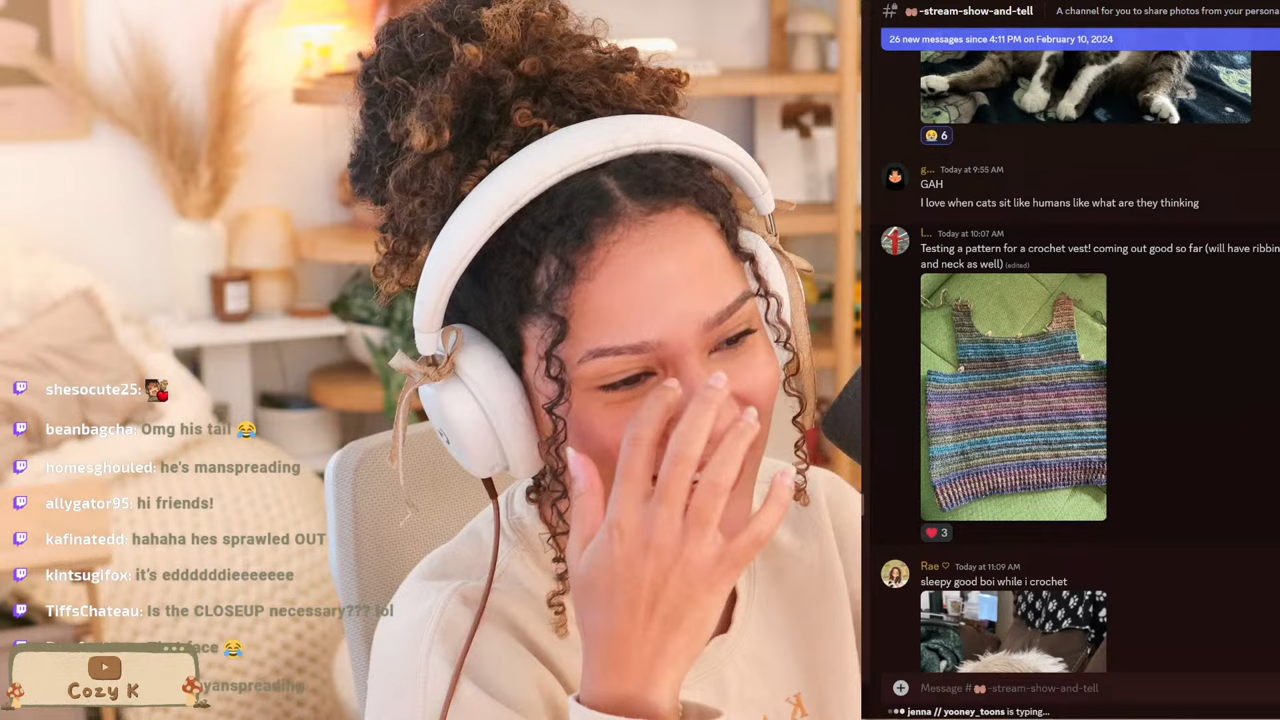 shesocute25:
beanbagcha: Omg his tail 😂
homesghouled: he's manspreading
allygator95: hi friends!
kafinatedd: hahaha hes sprawled OUT
kintsugifox: it's eddddddieeeeeee
TiffsChateau: Is the CLOSEUP necessary??? lol
face 😂
yanspreading
Cozy K
K
# -stream-show-and-tell A channel for you to share photos from your persona
26 new messages since 4:11 PM on February 10, 2024
😭 6
g... Today at 9:55 AM
GAH
I love when cats sit like humans like what are they thinking
l... Today at 10:07 AM
Testing a pattern for a crochet vest! coming out good so far (will have ribbin
and neck as well) (edited)
❤️ 3
Rae ♡ Today at 11:09 AM
sleepy good boi while i crochet
Message # -stream-show-and-tell
jenna // yooney_toons is typing...